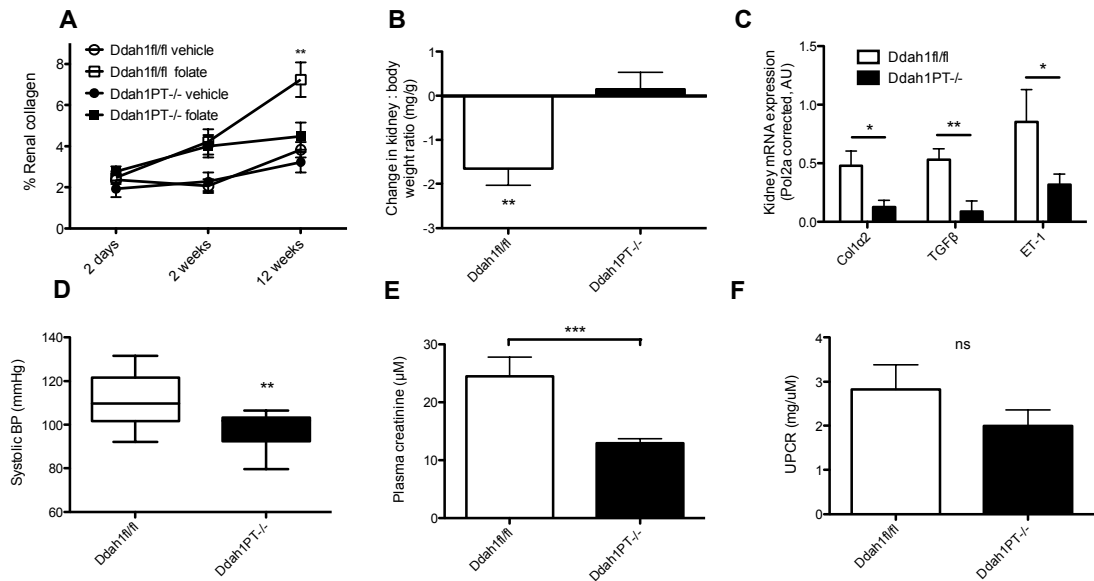 A
Ddah1fl/fl vehicle
Ddah1fl/fl folate
Ddah1PT-/- vehicle
Ddah1PT-/- folate
**
% Renal collagen
8
6
4
2
0
2 days
2 weeks
12 weeks
B
Change in kidney : body
weight ratio (mg/g)
1
0
-1
-2
-3
**
Ddah1fl/fl
Ddah1PT-/-
C
Kidney mRNA expression
(Pol2a corrected, AU)
1.5
1.0
0.5
0.0
Ddah1fl/fl
Ddah1PT-/-
*
**
*
Col1α2
TGFβ
ET-1
D
Systolic BP (mmHg)
140
120
100
80
60
**
Ddah1fl/fl
Ddah1PT-/-
E
Plasma creatinine (µM)
30
20
10
0
***
Ddah1fl/fl
Ddah1PT-/-
F
UPCR (mg/uM)
4
3
2
1
0
ns
Ddah1fl/fl
Ddah1PT-/-